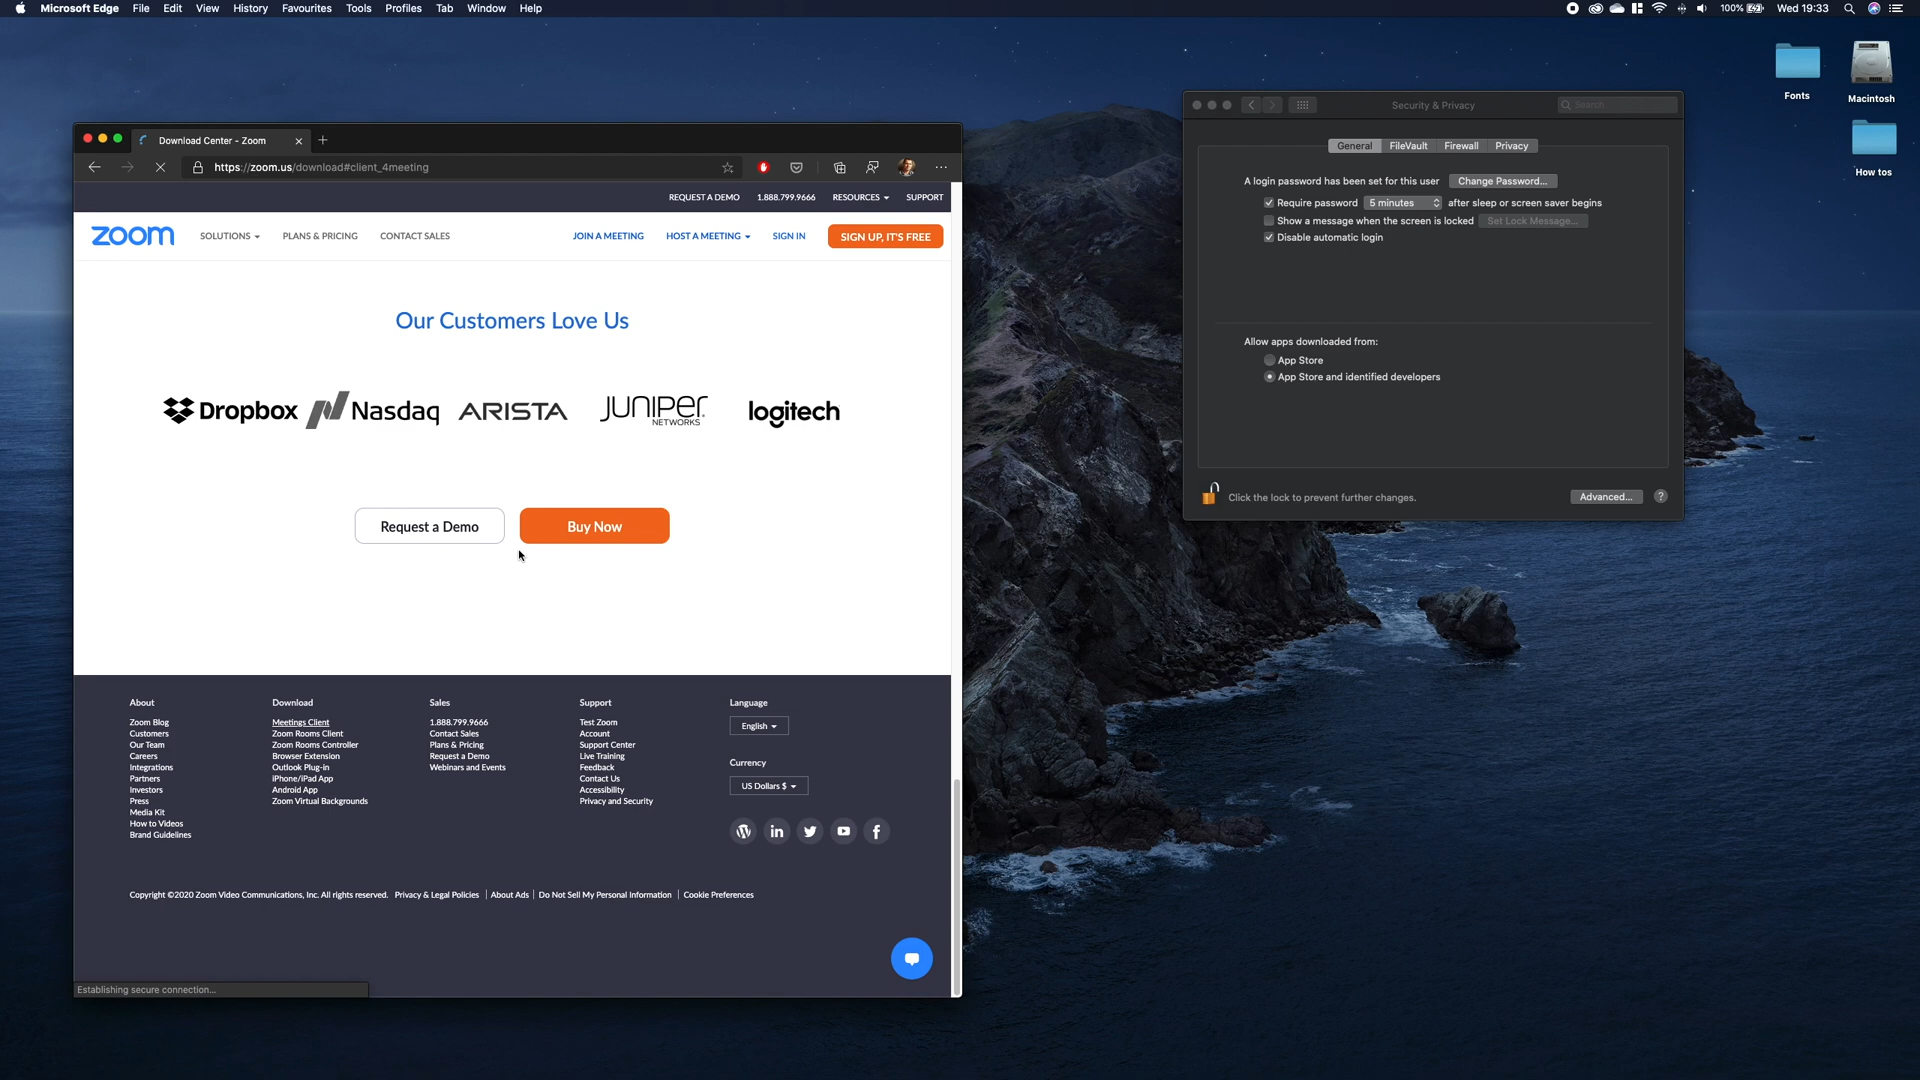 Microsoft Edge File Edit View History Favourites Tools Profiles Tab Window Help
100% Wed 19:33
Fonts
Macintosh
How tos
Download Center - Zoom
https://zoom.us/download#client_4meeting
REQUEST A DEMO 1.888.799.9666 RESOURCES SUPPORT
zoom SOLUTIONS PLANS & PRICING CONTACT SALES JOIN A MEETING HOST A MEETING SIGN IN SIGN UP, IT'S FREE
Our Customers Love Us
Dropbox Nasdaq ARISTA JUNIPER NETWORKS logitech
Request a Demo Buy Now
About
Zoom Blog
Customers
Our Team
Careers
Integrations
Partners
Investors
Press
Media Kit
How to Videos
Brand Guidelines
Download
Meetings Client
Zoom Rooms Client
Zoom Rooms Controller
Browser Extension
Outlook Plug-in
iPhone/iPad App
Android App
Zoom Virtual Backgrounds
Sales
1.888.799.9666
Contact Sales
Plans & Pricing
Request a Demo
Webinars and Events
Support
Test Zoom
Account
Support Center
Live Training
Feedback
Contact Us
Accessibility
Privacy and Security
Language
English
Currency
US Dollars $
in
f
Copyright ©2020 Zoom Video Communications, Inc. All rights reserved. Privacy & Legal Policies | About Ads | Do Not Sell My Personal Information | Cookie Preferences
Establishing secure connection...
Security & Privacy
Search
General FileVault Firewall Privacy
A login password has been set for this user Change Password...
Require password 5 minutes after sleep or screen saver begins
Show a message when the screen is locked Set Lock Message...
Disable automatic login
Allow apps downloaded from:
App Store
App Store and identified developers
Click the lock to prevent further changes.
Advanced... ?